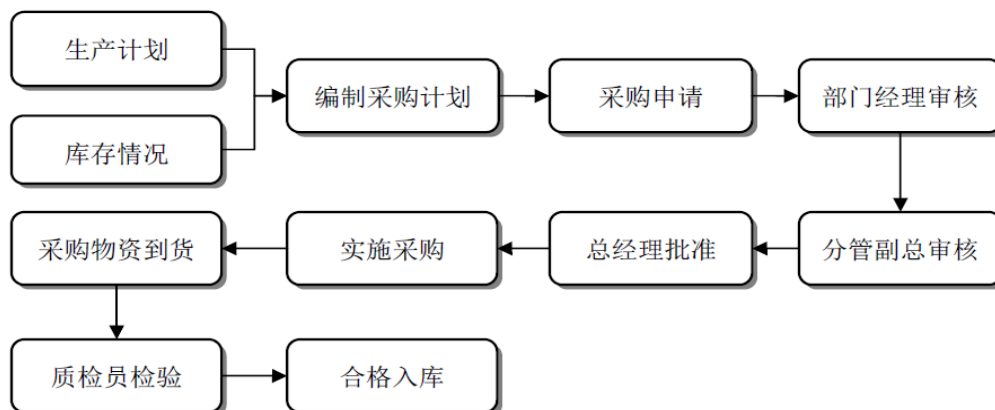 生产计划
库存情况
编制采购计划
采购申请
部门经理审核
分管副总审核
总经理批准
实施采购
采购物资到货
质检员检验
合格入库